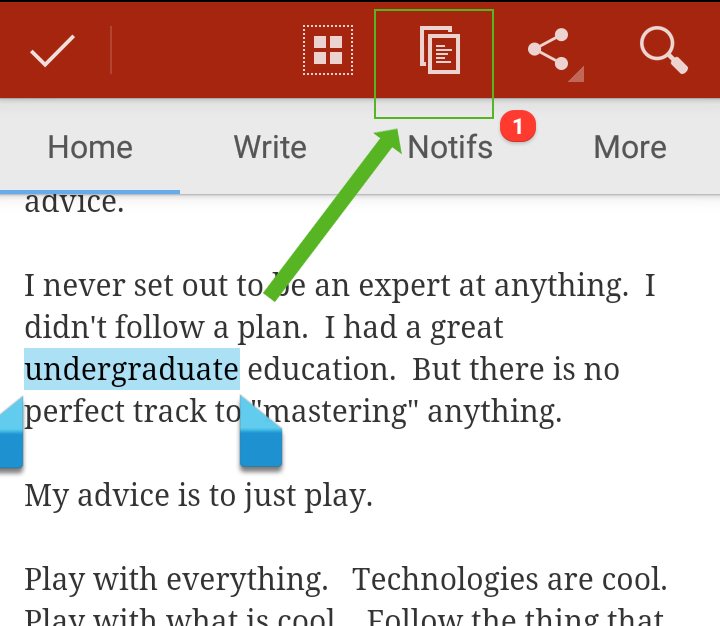 Home Write Notifs 1 More
advice.
I never set out to be an expert at anything. I
didn't follow a plan. I had a great
undergraduate education. But there is no
perfect track to "mastering" anything.
My advice is to just play.
Play with everything. Technologies are cool.
Play with what is cool. Follow the thing that